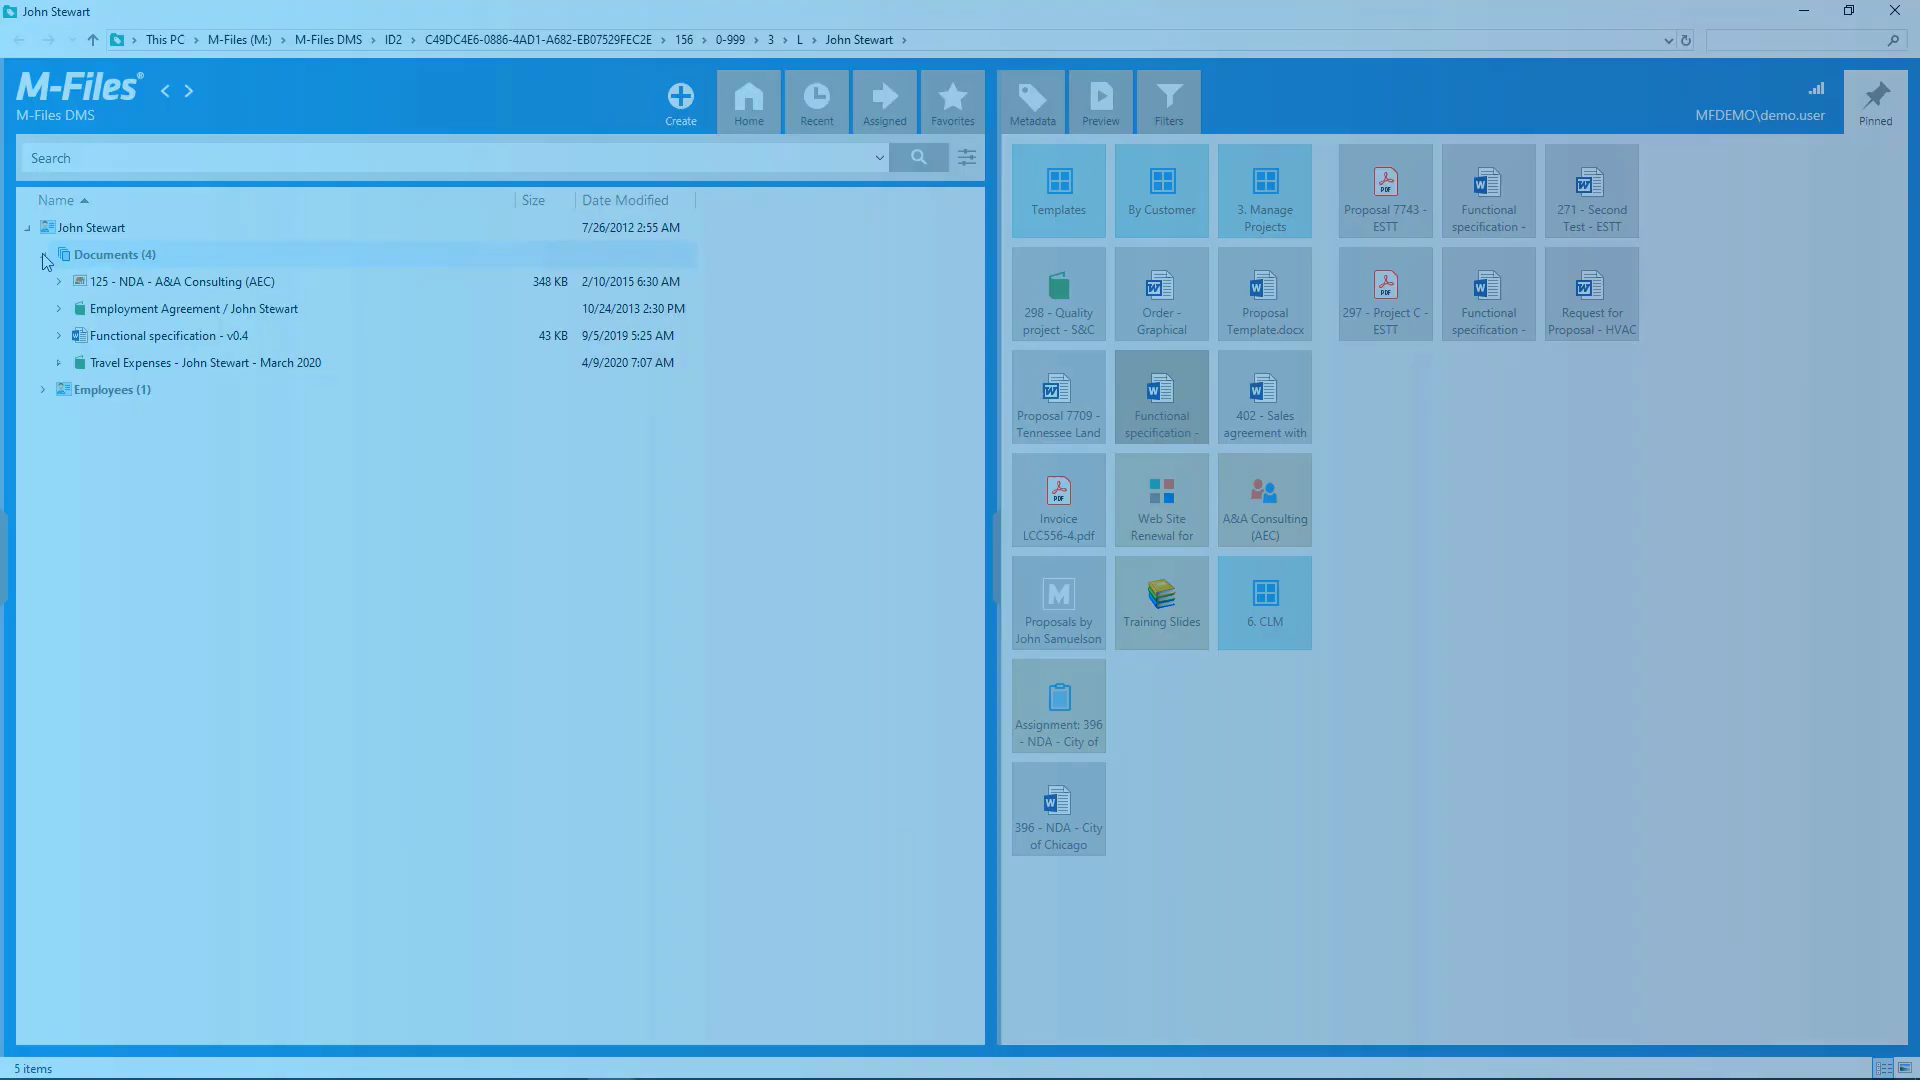 John Stewart
This PC > M-Files (M:) > M-Files DMS > ID2 > C49DC4E6-0886-4AD1-A682-EB07529FEC2E > 156 > 0-999 > 3 > L > John Stewart >
M-Files®
M-Files DMS
Create
Home
Recent
Assigned
Favorites
Metadata
Preview
Filters
MFDEMO\demo.user
Pinned
Search
Name Size Date Modified
John Stewart 7/26/2012 2:55 AM
Documents (4)
125 - NDA - A&A Consulting (AEC) 348 KB 2/10/2015 6:30 AM
Employment Agreement / John Stewart 10/24/2013 2:30 PM
Functional specification - v0.4 43 KB 9/5/2019 5:25 AM
Travel Expenses - John Stewart - March 2020 4/9/2020 7:07 AM
Employees (1)
Templates
By Customer
3. Manage
Projects
Proposal 7743 -
ESTT
Functional
specification -
271 - Second
Test - ESTT
298 - Quality
project - S&C
Order -
Graphical
Proposal
Template.docx
297 - Project C -
ESTT
Functional
specification -
Request for
Proposal - HVAC
Proposal 7709 -
Tennessee Land
Functional
specification -
402 - Sales
agreement with
PDF
Invoice
LCC556-4.pdf
Web Site
Renewal for
A&A Consulting
(AEC)
M
Proposals by
John Samuelson
Training Slides
6. CLM
Assignment: 396
- NDA - City of
396 - NDA - City
of Chicago
5 items